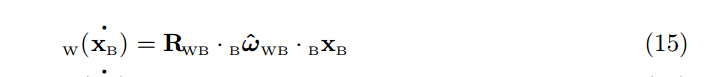 W(ẋB) = RWB · Bω̂WB · BxB (15)